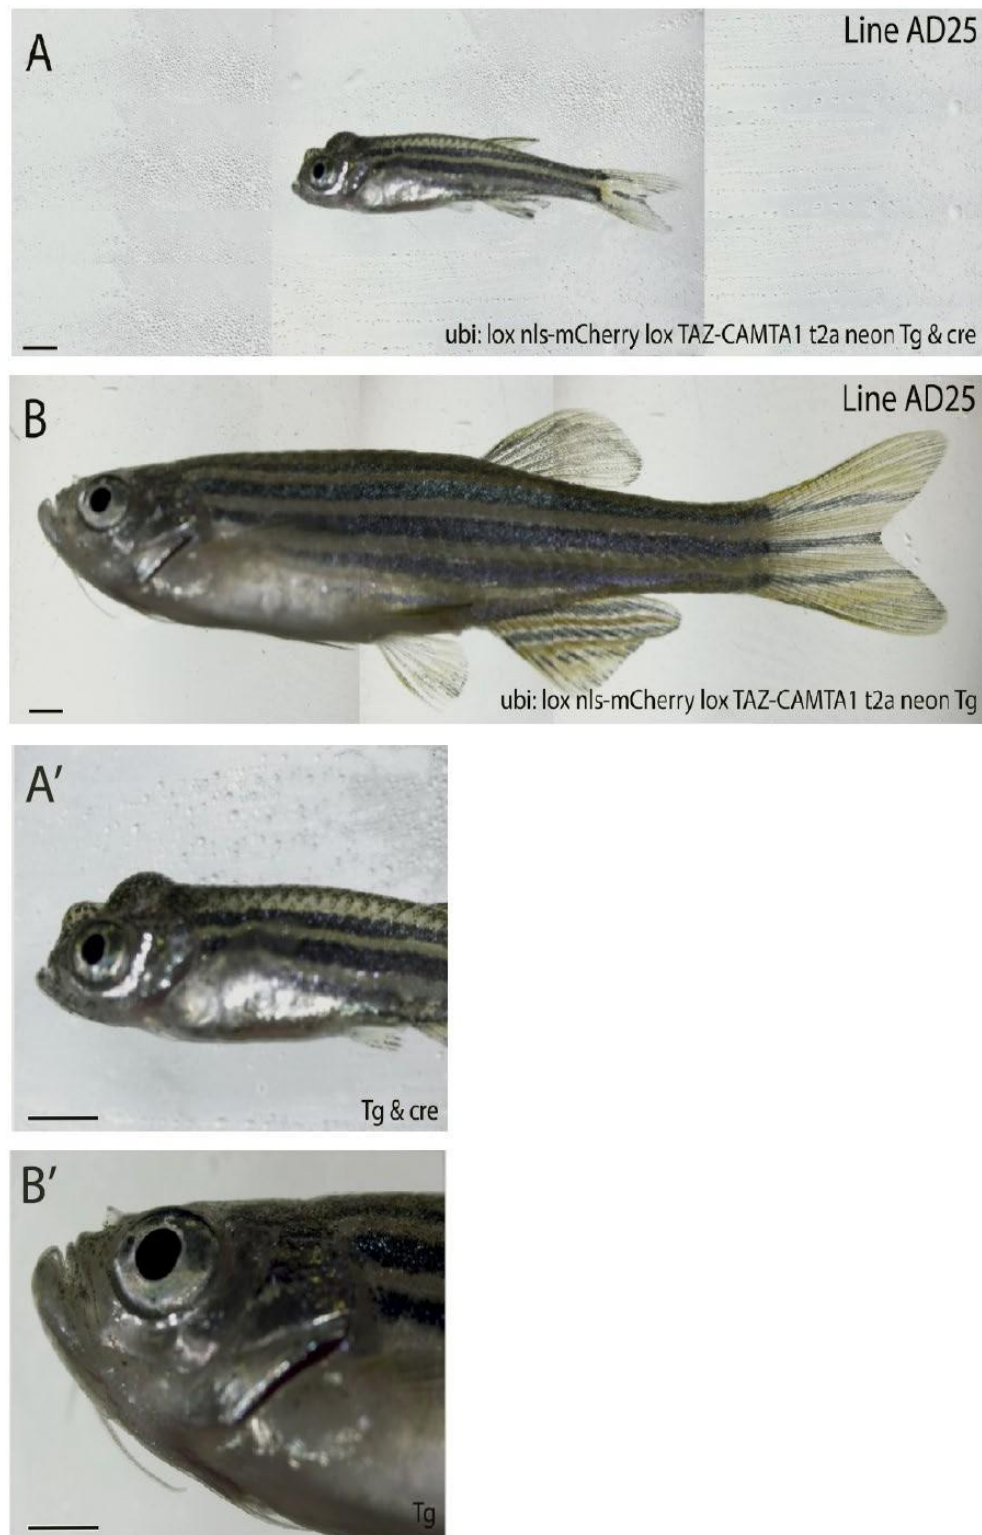 A
Line AD25
ubi: lox nls-mCherry lox TAZ-CAMTA1 t2a neon Tg & cre
B
Line AD25
ubi: lox nls-mCherry lox TAZ-CAMTA1 t2a neon Tg
A′
Tg & cre
B′
Tg